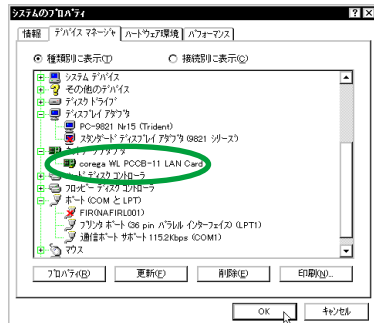 システムのプロパティ
情報 デバイス マネージャ ハードウェア環境 パフォーマンス
種類別に表示(T) 接続別に表示(C)
システム デバイス
その他のデバイス
ディスク ドライブ
ディスプレイ アダプタ
PC-9821 Nr15 (Trident)
スタンダード ディスプレイ アダプタ (9821 シリーズ)
corega WL PCCB-11 LAN Card
ハード ディスク コントローラ
フロッピー ディスク コントローラ
ポート (COM と LPT)
FIR(NAFIRL001)
プリンタ ポート (36 pin パラレル インターフェイス) (LPT1)
通信ポート サポート 115.2Kbps (COM1)
マウス
プロパティ(R) 更新(F) 削除(E) 印刷(N)...
OK キャンセル